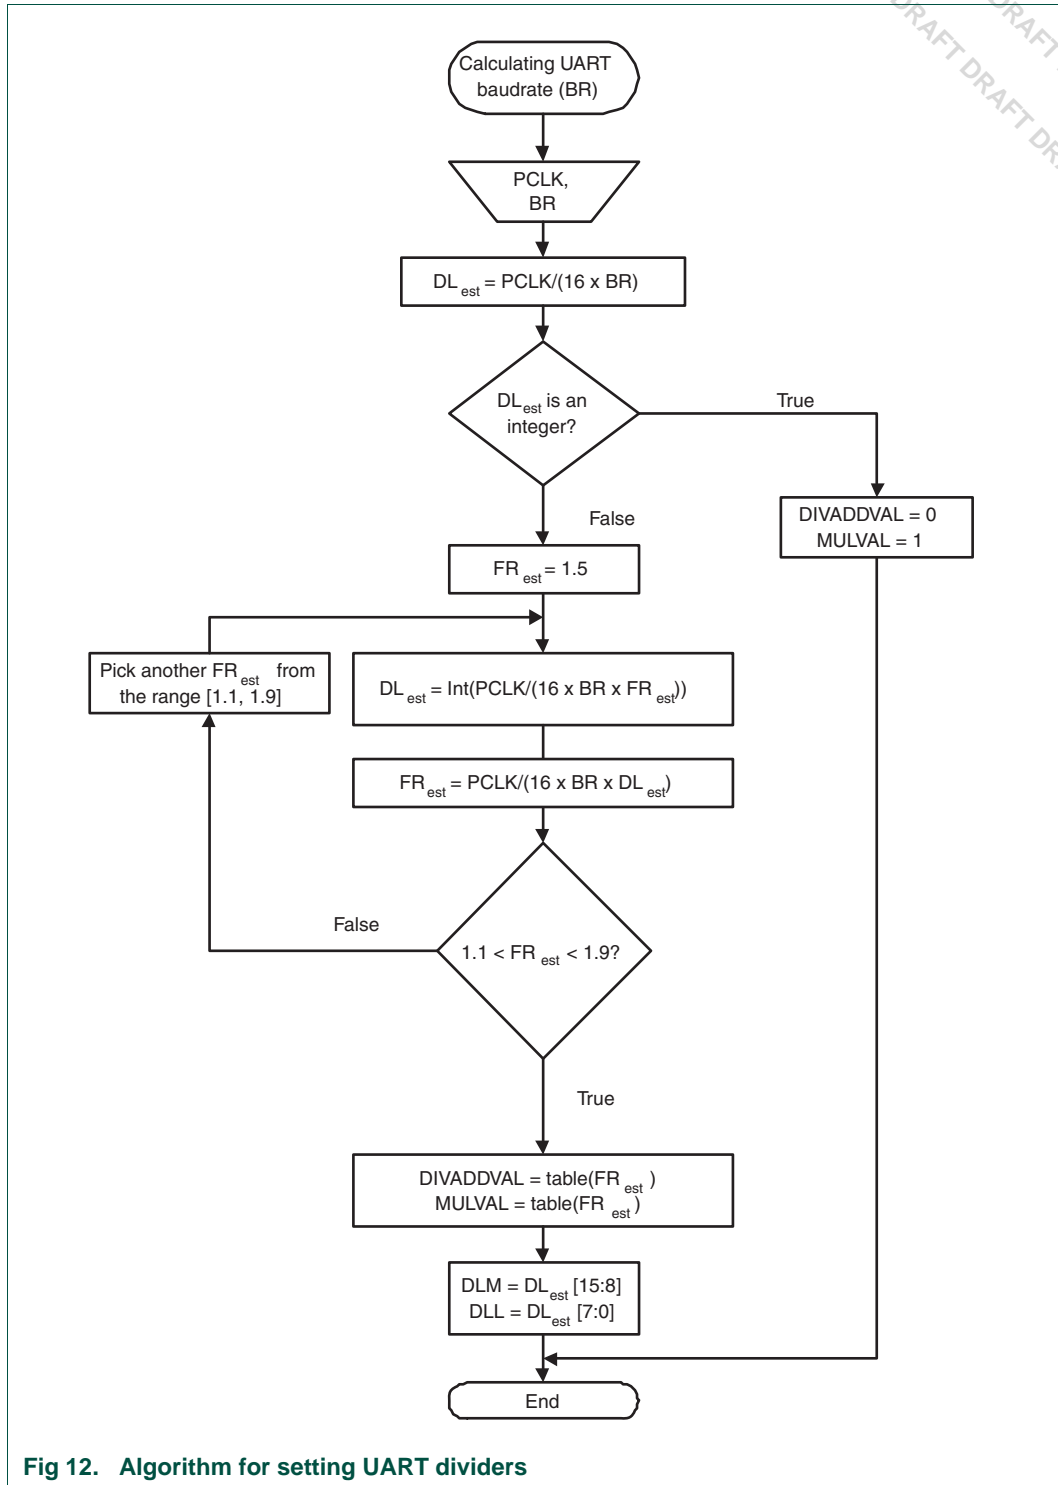 DRAFT DRAFT DRA
DRAFT
Calculating UART
baudrate (BR)
PCLK,
BR
DL est = PCLK/(16 x BR)
DLest is an
integer?
True
False
DIVADDVAL = 0
MULVAL = 1
FR est = 1.5
Pick another FR est from
the range [1.1, 1.9]
DL est = Int(PCLK/(16 x BR x FR est))
FR est = PCLK/(16 x BR x DL est)
False
1.1 < FR est < 1.9?
True
DIVADDVAL = table(FR est )
MULVAL = table(FR est )
DLM = DLest [15:8]
DLL = DLest [7:0]
End
Fig 12. Algorithm for setting UART dividers